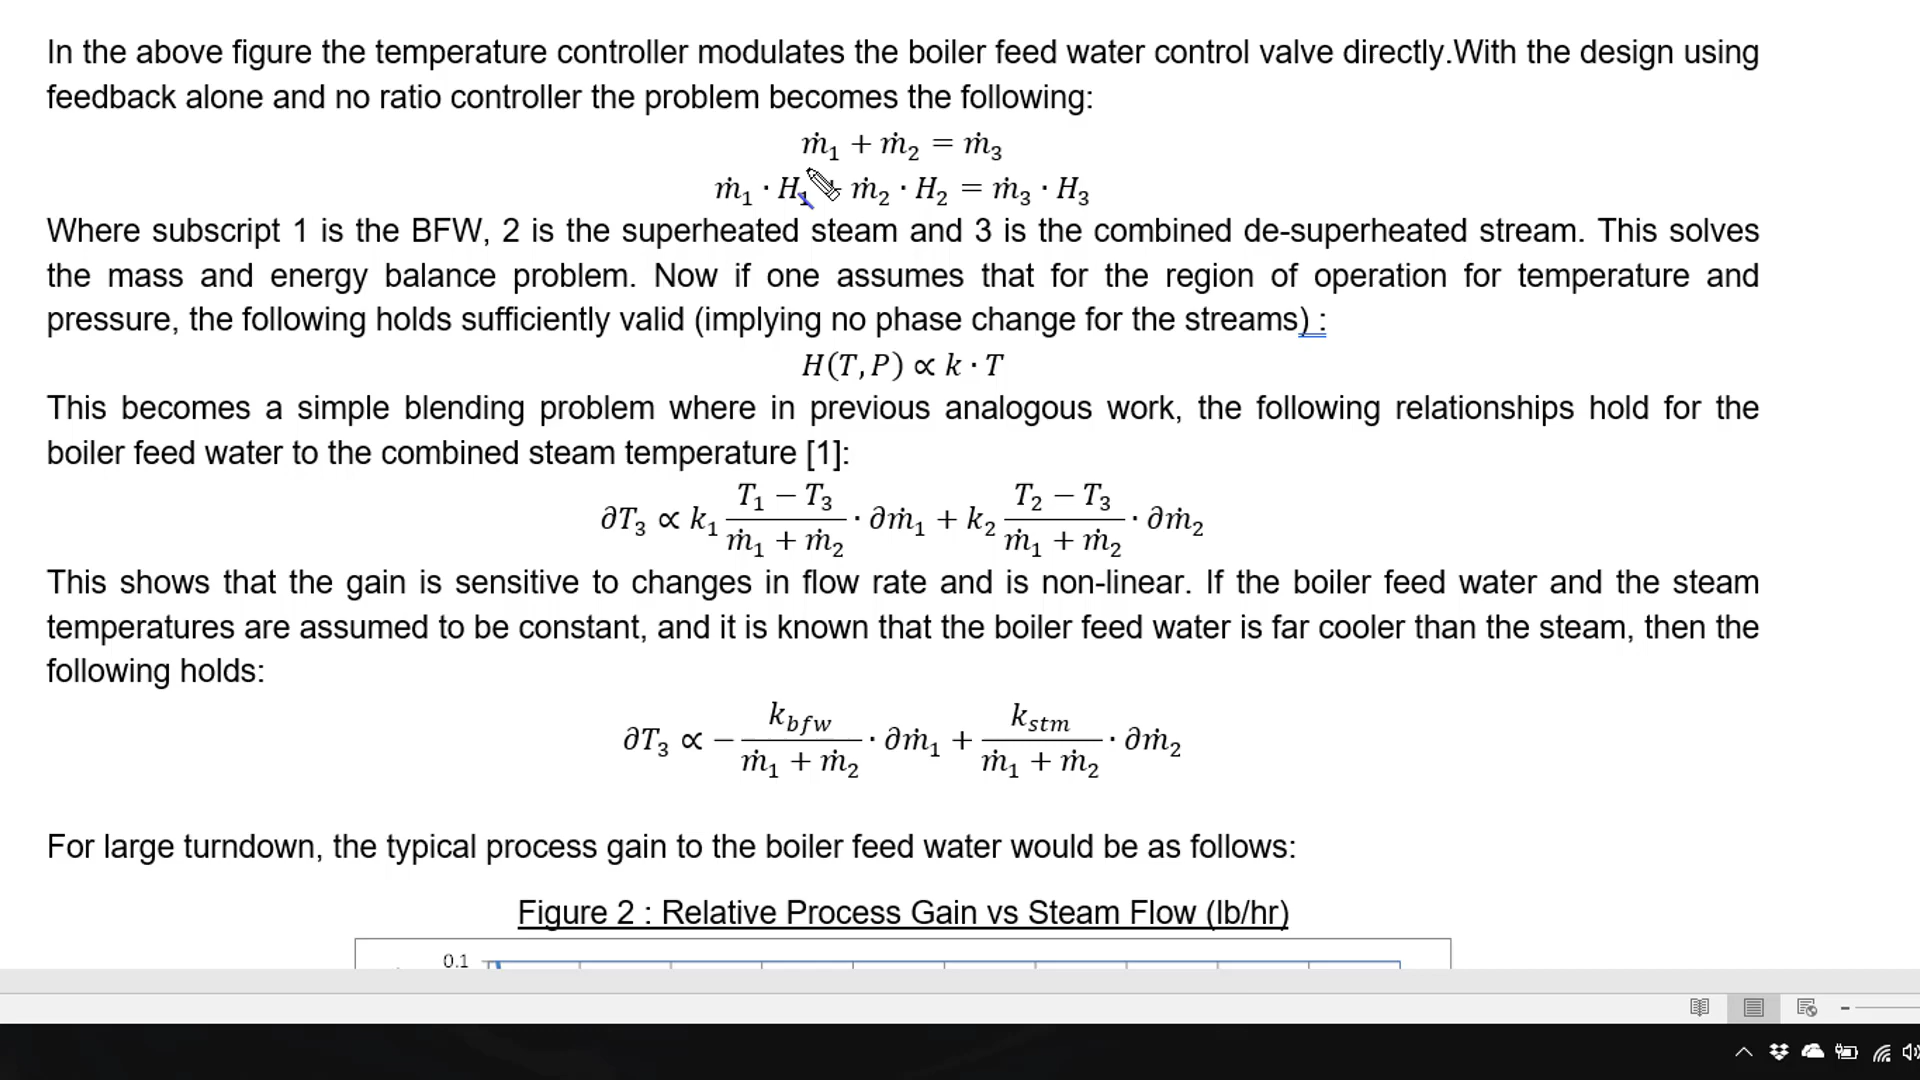 In the above figure the temperature controller modulates the boiler feed water control valve directly.With the design using
feedback alone and no ratio controller the problem becomes the following:
ṁ₁ + ṁ₂ = ṁ₃
ṁ₁ · H₁ + ṁ₂ · H₂ = ṁ₃ · H₃
Where subscript 1 is the BFW, 2 is the superheated steam and 3 is the combined de-superheated stream. This solves
the mass and energy balance problem. Now if one assumes that for the region of operation for temperature and
pressure, the following holds sufficiently valid (implying no phase change for the streams) :
H(T,P) ∝ k · T
This becomes a simple blending problem where in previous analogous work, the following relationships hold for the
boiler feed water to the combined steam temperature [1]:
∂T₃ ∝ k₁ (T₁ − T₃)/(ṁ₁ + ṁ₂) · ∂ṁ₁ + k₂ (T₂ − T₃)/(ṁ₁ + ṁ₂) · ∂ṁ₂
This shows that the gain is sensitive to changes in flow rate and is non-linear. If the boiler feed water and the steam
temperatures are assumed to be constant, and it is known that the boiler feed water is far cooler than the steam, then the
following holds:
∂T₃ ∝ − k_bfw/(ṁ₁ + ṁ₂) · ∂ṁ₁ + k_stm/(ṁ₁ + ṁ₂) · ∂ṁ₂
For large turndown, the typical process gain to the boiler feed water would be as follows:
Figure 2 : Relative Process Gain vs Steam Flow (lb/hr)
0.1